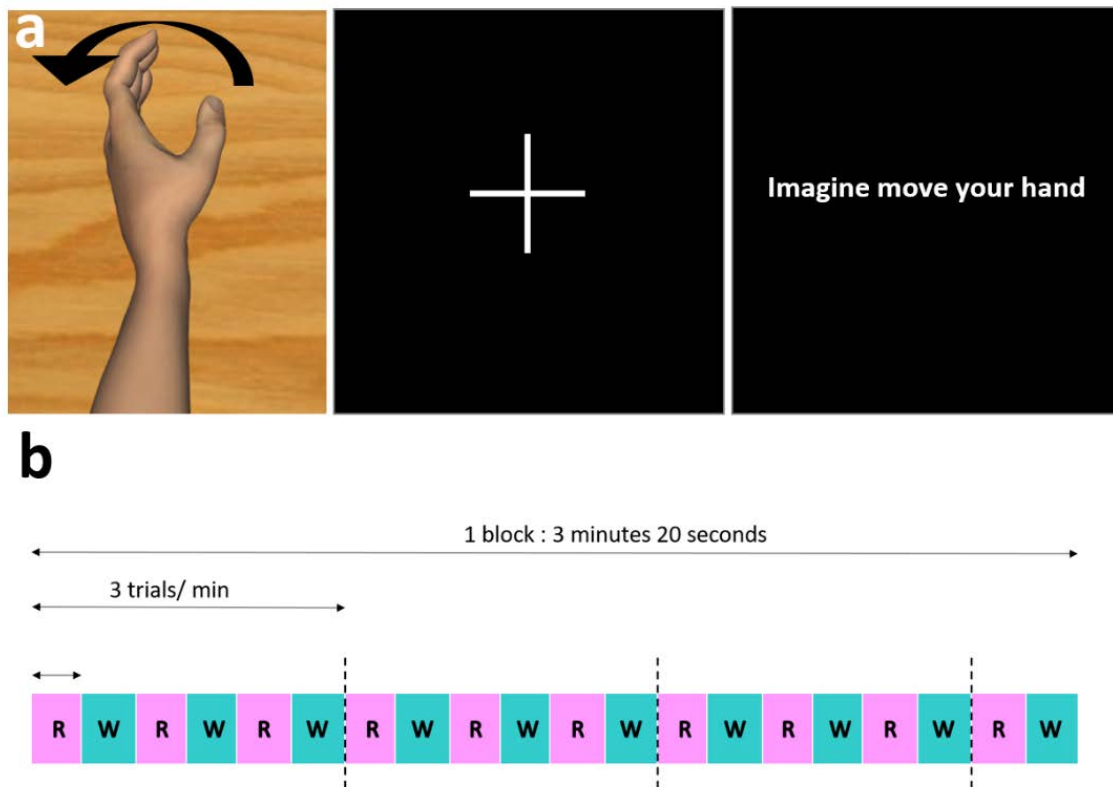 a
Imagine move your hand
b
1 block : 3 minutes 20 seconds
3 trials/ min
R W R W R W R W R W R W R W R W R W R W